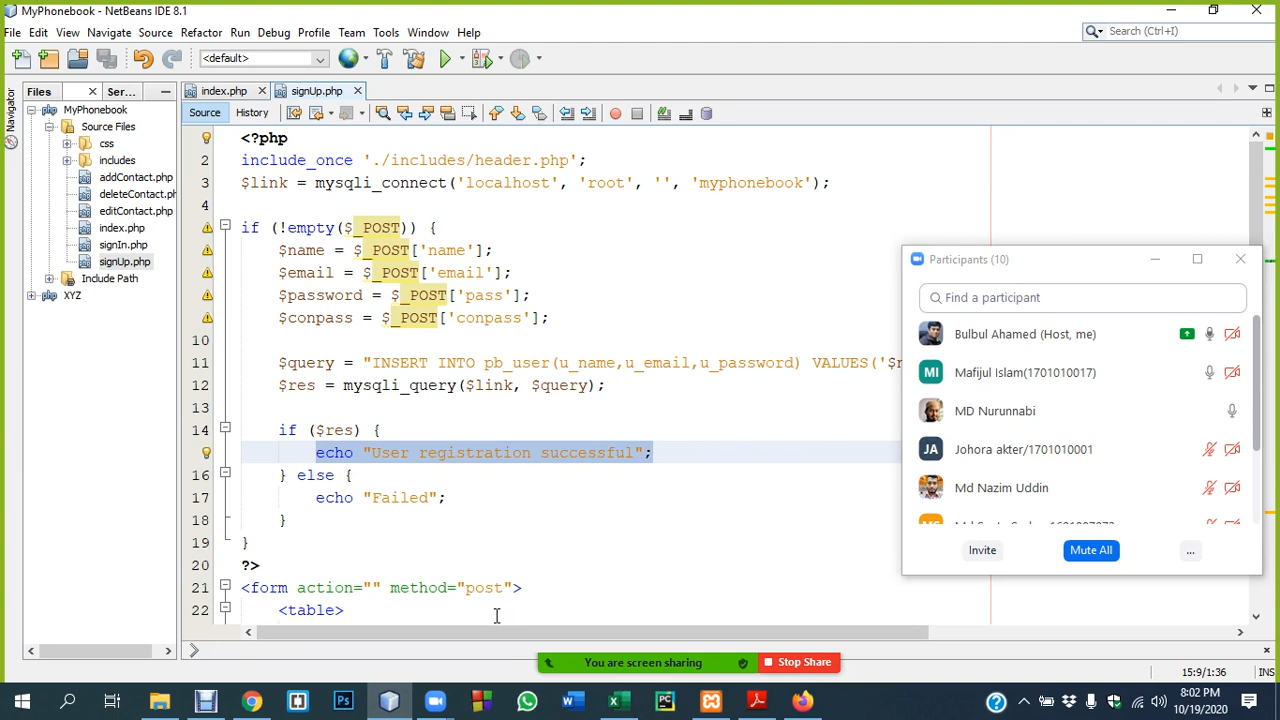 MyPhonebook - NetBeans IDE 8.1
File Edit View Navigate Source Refactor Run Debug Profile Team Tools Window Help
Search (Ctrl+I)
<default>
Files
Ser...
index.php
signUp.php
Navigator
Source
History
MyPhonebook
Source Files
css
includes
addContact.php
deleteContact.ph
editContact.php
index.php
signIn.php
signUp.php
Include Path
XYZ
<?php
2 include_once './includes/header.php';
3 $link = mysqli_connect('localhost', 'root', '', 'myphonebook');
4
if (!empty($_POST)) {
$name = $_POST['name'];
$email = $_POST['email'];
$password = $_POST['pass'];
$conpass = $_POST['conpass'];
10
11 $query = "INSERT INTO pb_user(u_name,u_email,u_password) VALUES('$n
12 $res = mysqli_query($link, $query);
13
14 if ($res) {
echo "User registration successful";
16 } else {
17 echo "Failed";
18 }
19 }
20 ?>
21 <form action="" method="post">
22 <table>
Participants (10)
Find a participant
Bulbul Ahamed (Host, me)
MI Mafijul Islam(1701010017)
MD Nurunnabi
JA Johora akter/1701010001
Md Nazim Uddin
Invite
Mute All
...
You are screen sharing
Stop Share
15:9/1:36
INS
8:02 PM
10/19/2020